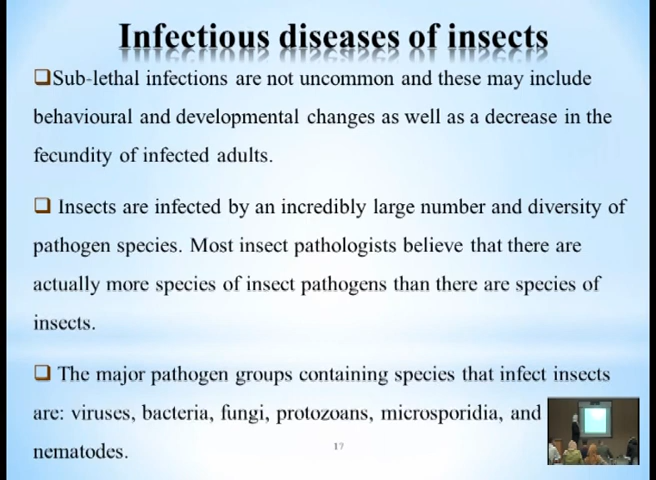 Infectious diseases of insects
❑Sub-lethal infections are not uncommon and these may include
behavioural and developmental changes as well as a decrease in the
fecundity of infected adults.
❑ Insects are infected by an incredibly large number and diversity of
pathogen species. Most insect pathologists believe that there are
actually more species of insect pathogens than there are species of
insects.
❑ The major pathogen groups containing species that infect insects
are: viruses, bacteria, fungi, protozoans, microsporidia, and
nematodes.
17